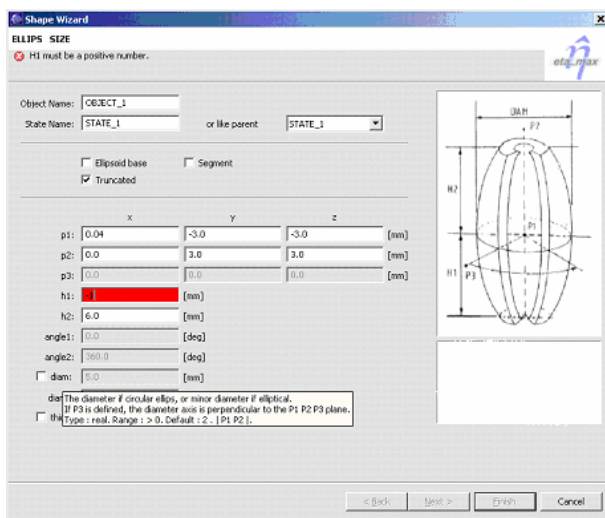 Shape Wizard
ELLIPS SIZE
H1 must be a positive number.
eta_max
Object Name: OBJECT_1
State Name: STATE_1 or like parent STATE_1
Ellipsoid base Segment
Truncated
x y z
p1: 0.04 -3.0 -3.0 [mm]
p2: 0.0 3.0 3.0 [mm]
p3: 0.0 0.0 0.0 [mm]
h1: [mm]
h2: 6.0 [mm]
angle1: 0.0 [deg]
angle2: 360.0 [deg]
diam: 5.0 [mm]
The diameter if circular ellips, or minor diameter if elliptical.
If P3 is defined, the diameter axis is perpendicular to the P1 P2 P3 plane.
Type : real. Range : > 0. Default : 2 . | P1 P2 | .
DIAM
P2
H2
P1
H1
P3
< Back Next > Finish Cancel